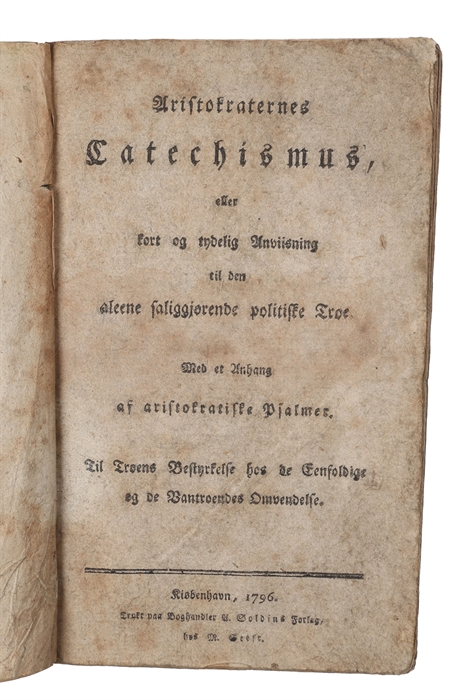 Aristokraternes
Catechismus,
eller
kort og tydelig Anviisning
til den
aleene saliggjørende politiske Troe
Med et Anhang
af aristokratiske Psalmer.
Til Troens Bestyrkelse hos de Eenfoldige
og de Vantroendes Omvendelse.
Kiøbenhavn, 1796.
Trykt paa Boghandler A. Soldins Forlag,
hos M. Seest.